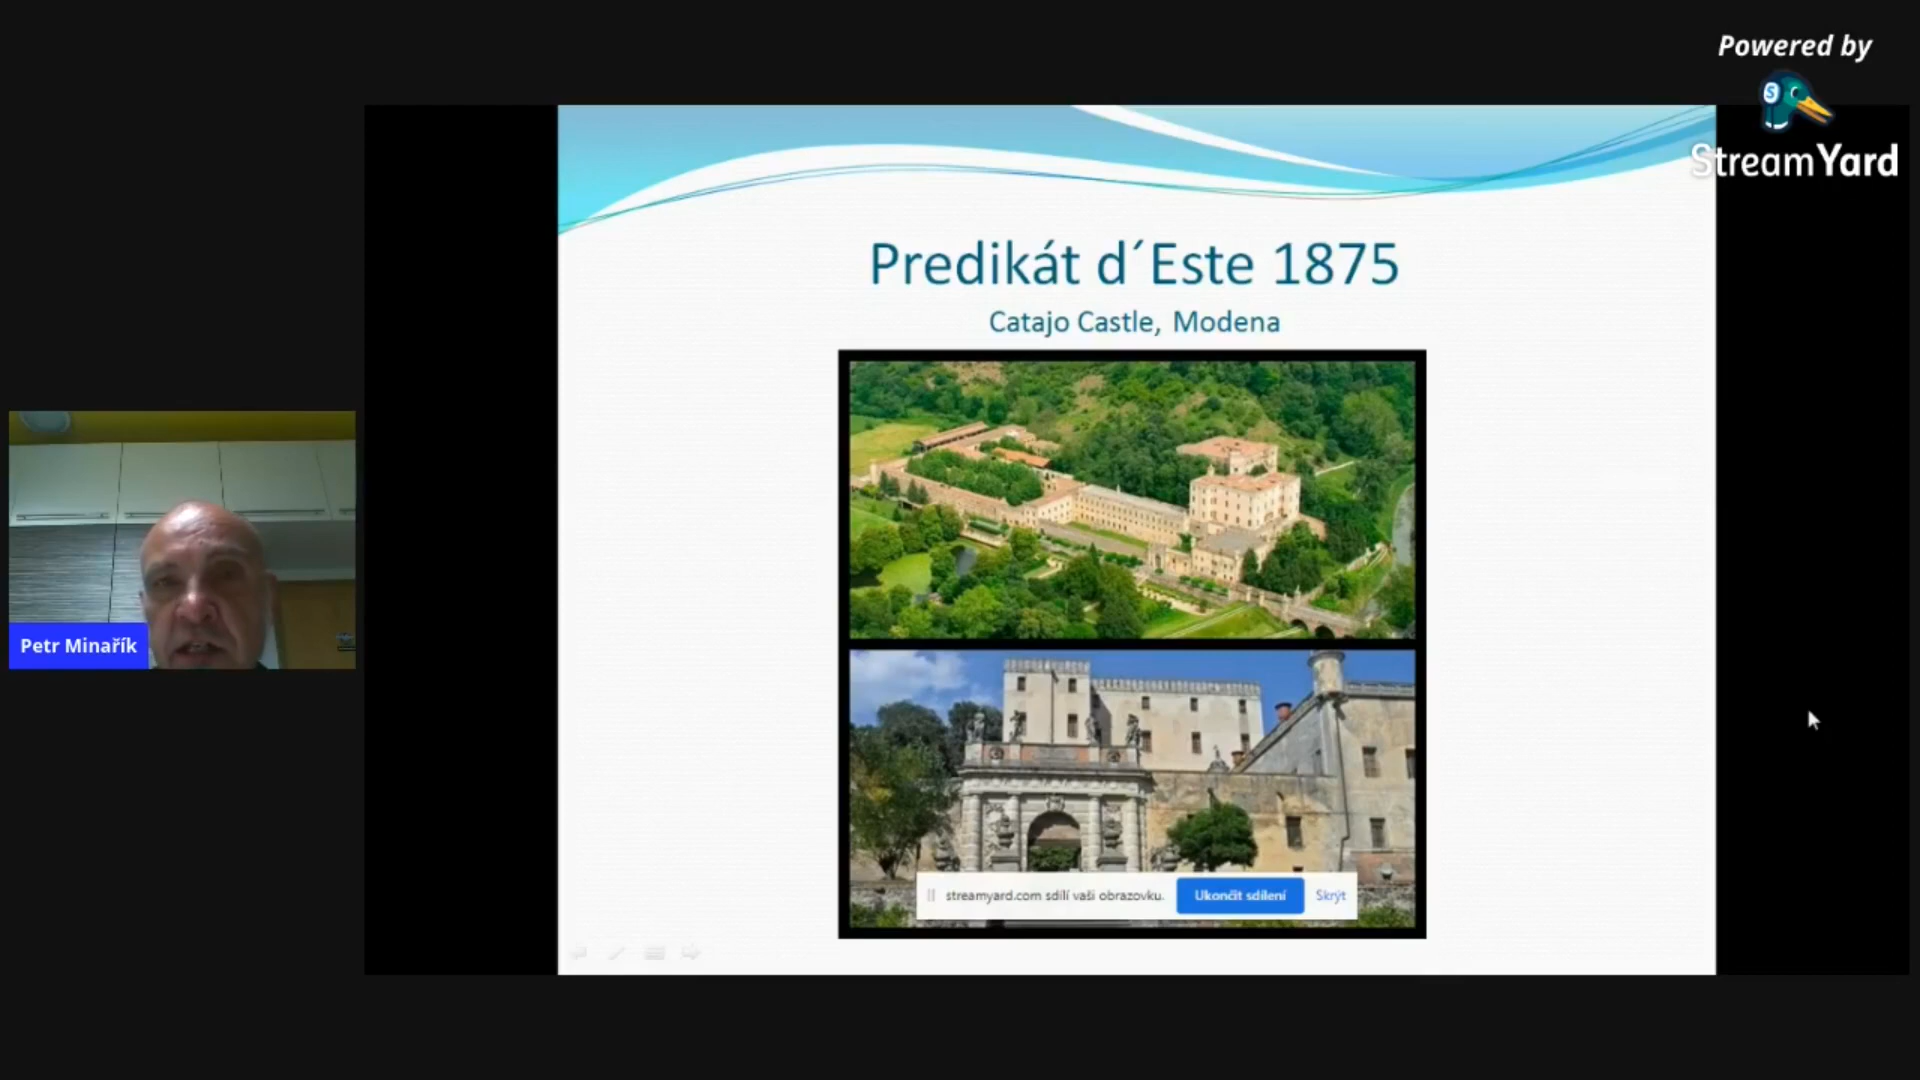 Powered by
StreamYard
Predikát d´Este 1875
Catajo Castle, Modena
Petr Minařík
streamyard.com sdílí vaši obrazovku.
Ukončit sdílení
Skrýt